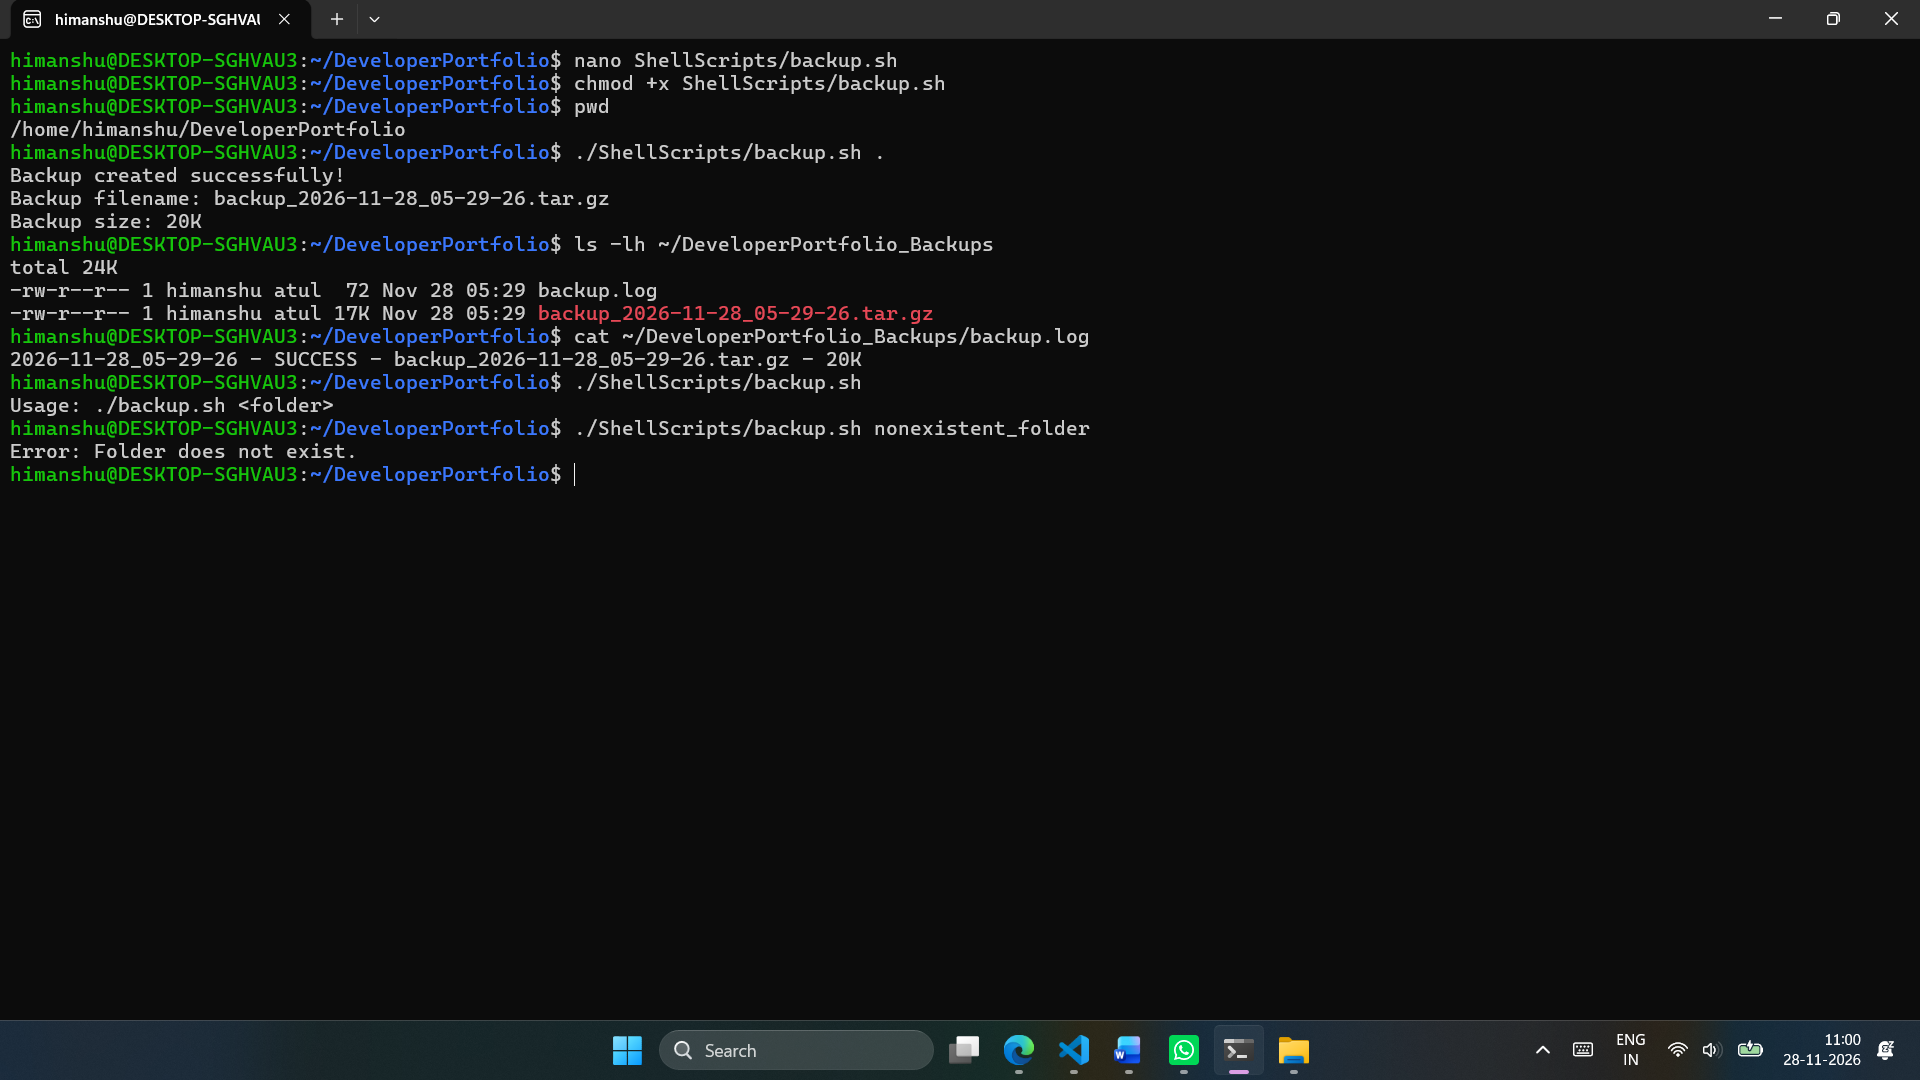 himanshu@DESKTOP-SGHVAU
himanshu@DESKTOP-SGHVAU3:~/DeveloperPortfolio$ nano ShellScripts/backup.sh
himanshu@DESKTOP-SGHVAU3:~/DeveloperPortfolio$ chmod +x ShellScripts/backup.sh
himanshu@DESKTOP-SGHVAU3:~/DeveloperPortfolio$ pwd
/home/himanshu/DeveloperPortfolio
himanshu@DESKTOP-SGHVAU3:~/DeveloperPortfolio$ ./ShellScripts/backup.sh .
Backup created successfully!
Backup filename: backup_2026-11-28_05-29-26.tar.gz
Backup size: 20K
himanshu@DESKTOP-SGHVAU3:~/DeveloperPortfolio$ ls -lh ~/DeveloperPortfolio_Backups
total 24K
-rw-r--r-- 1 himanshu atul  72 Nov 28 05:29 backup.log
-rw-r--r-- 1 himanshu atul 17K Nov 28 05:29 backup_2026-11-28_05-29-26.tar.gz
himanshu@DESKTOP-SGHVAU3:~/DeveloperPortfolio$ cat ~/DeveloperPortfolio_Backups/backup.log
2026-11-28_05-29-26 - SUCCESS - backup_2026-11-28_05-29-26.tar.gz - 20K
himanshu@DESKTOP-SGHVAU3:~/DeveloperPortfolio$ ./ShellScripts/backup.sh
Usage: ./backup.sh <folder>
himanshu@DESKTOP-SGHVAU3:~/DeveloperPortfolio$ ./ShellScripts/backup.sh nonexistent_folder
Error: Folder does not exist.
himanshu@DESKTOP-SGHVAU3:~/DeveloperPortfolio$
Search
ENG
IN
11:00
28-11-2026